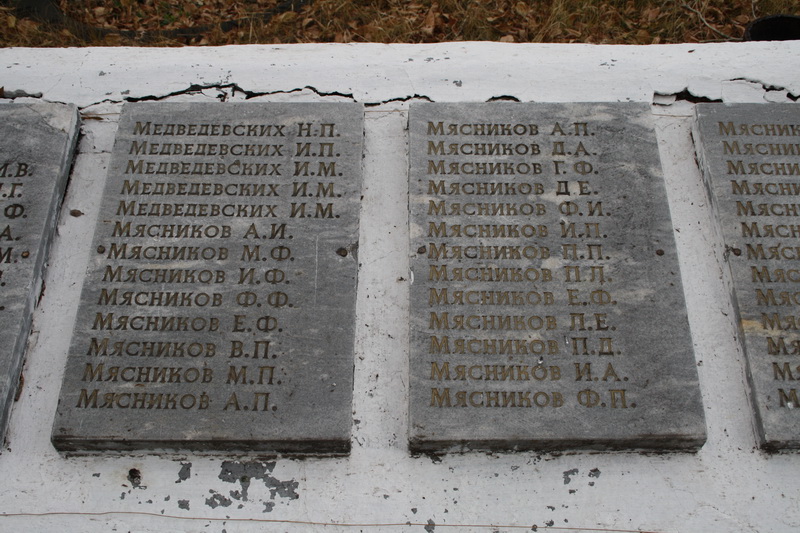 И.В.
Медведевских Н.П.
Медведевских И.П.
Медведевских И.М.
Медведевских И.М.
Медведевских И.М.
Мясников А.И.
Мясников М.Ф.
Мясников И.Ф.
Мясников Ф.Ф.
Мясников Е.Ф.
Мясников В.П.
Мясников М.П.
Мясников А.П.
Мясников А.П.
Мясников Д.А.
Мясников Г.Ф.
Мясников Д.Е.
Мясников Ф.И.
Мясников И.П.
Мясников П.П.
Мясников П.П.
Мясников Е.Ф.
Мясников П.Е.
Мясников П.Д.
Мясников И.А.
Мясников Ф.П.